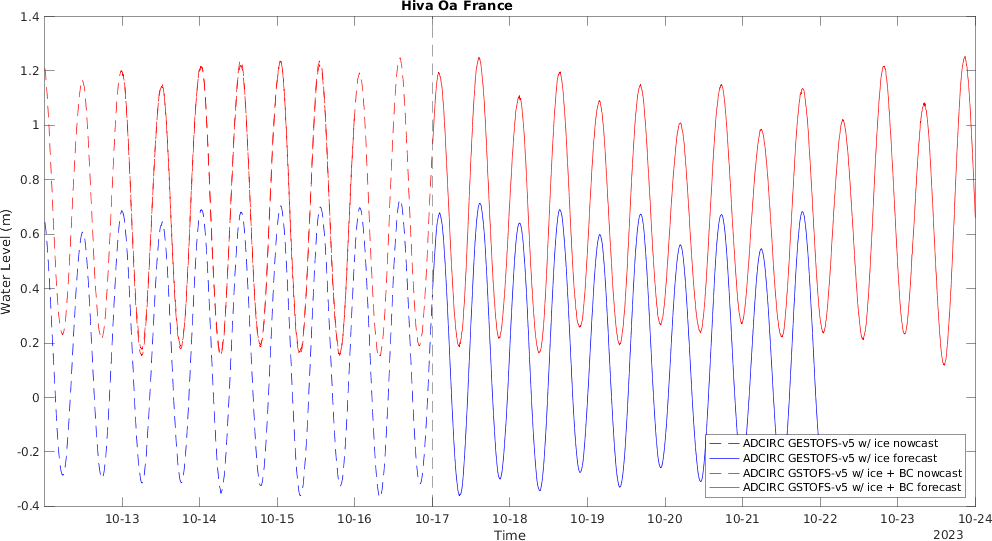 Hiva Oa France
1.4
1.2
1
0.8
0.6
0.4
0.2
0
-0.2
-0.4
Water Level (m)
ADCIRC GESTOFS-v5 w/ ice nowcast
ADCIRC GESTOFS-v5 w/ ice forecast
ADCIRC GSTOFS-v5 w/ ice + BC nowcast
ADCIRC GSTOFS-v5 w/ ice + BC forecast
10-13 10-14 10-15 10-16 10-17 10-18 10-19 10-20 10-21 10-22 10-23 10-24
Time
2023